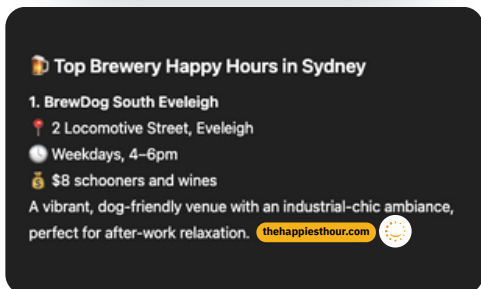 🍺 Top Brewery Happy Hours in Sydney
1. BrewDog South Eveleigh
📍 2 Locomotive Street, Eveleigh
🕓 Weekdays, 4–6pm
💰 $8 schooners and wines
A vibrant, dog-friendly venue with an industrial-chic ambiance,
perfect for after-work relaxation. thehappiesthour.com